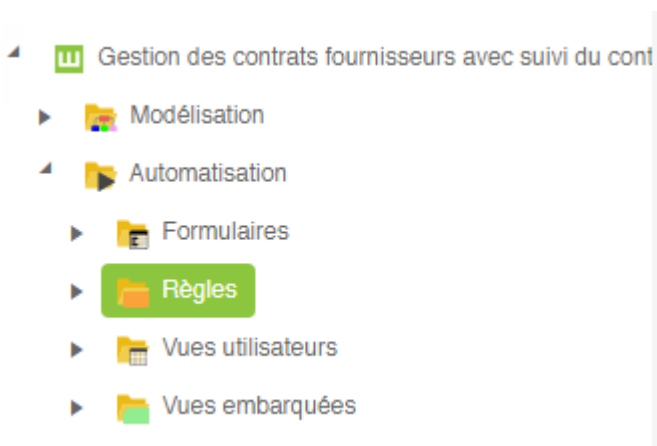 Gestion des contrats fournisseurs avec suivi du cont
Modélisation
Automatisation
Formulaires
Règles
Vues utilisateurs
Vues embarquées